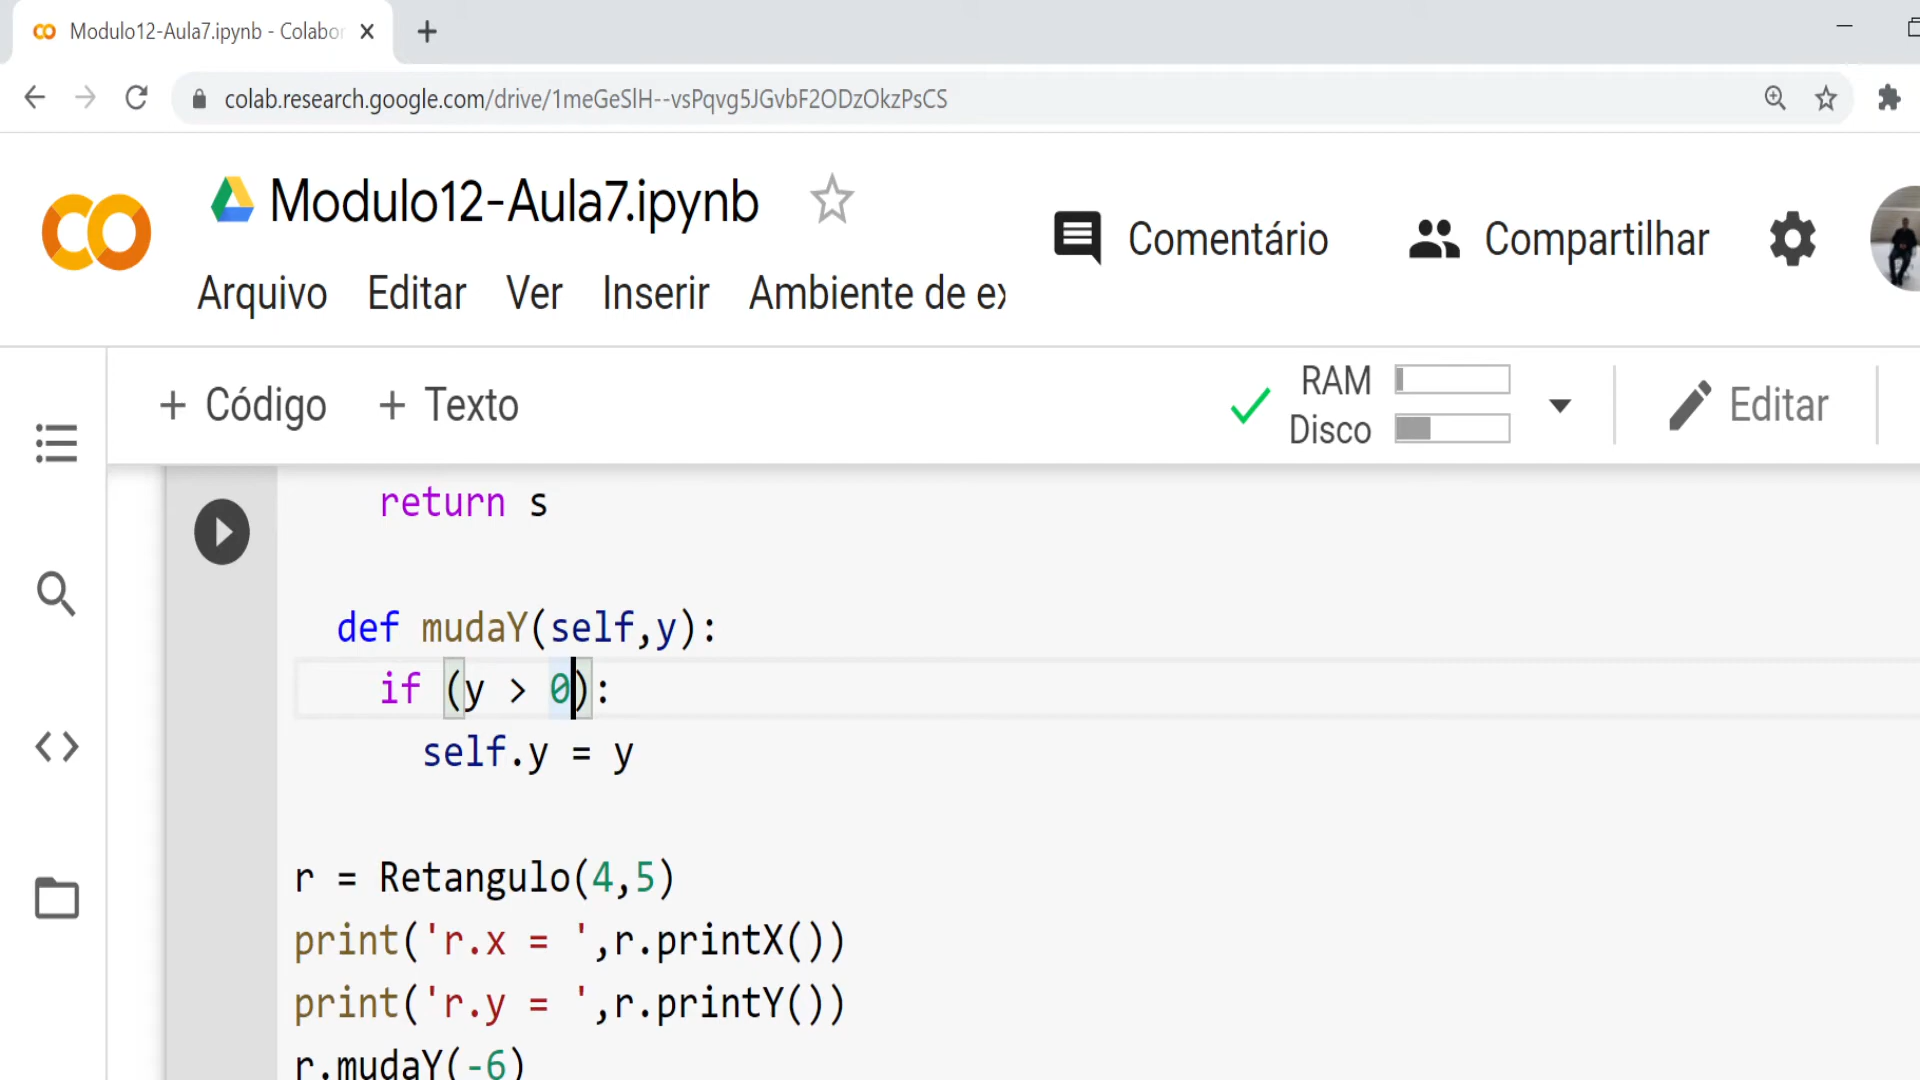 Modulo12-Aula7.ipynb - Colabor
colab.research.google.com/drive/1meGeSlH--vsPqvg5JGvbF2ODzOkzPsCS
Modulo12-Aula7.ipynb
Comentário
Compartilhar
Arquivo Editar Ver Inserir Ambiente de ex
+ Código + Texto
RAM
Disco
Editar
return s
def mudaY(self,y):
if (y > 0):
self.y = y
r = Retangulo(4,5)
print('r.x = ',r.printX())
print('r.y = ',r.printY())
r.mudaY(-6)